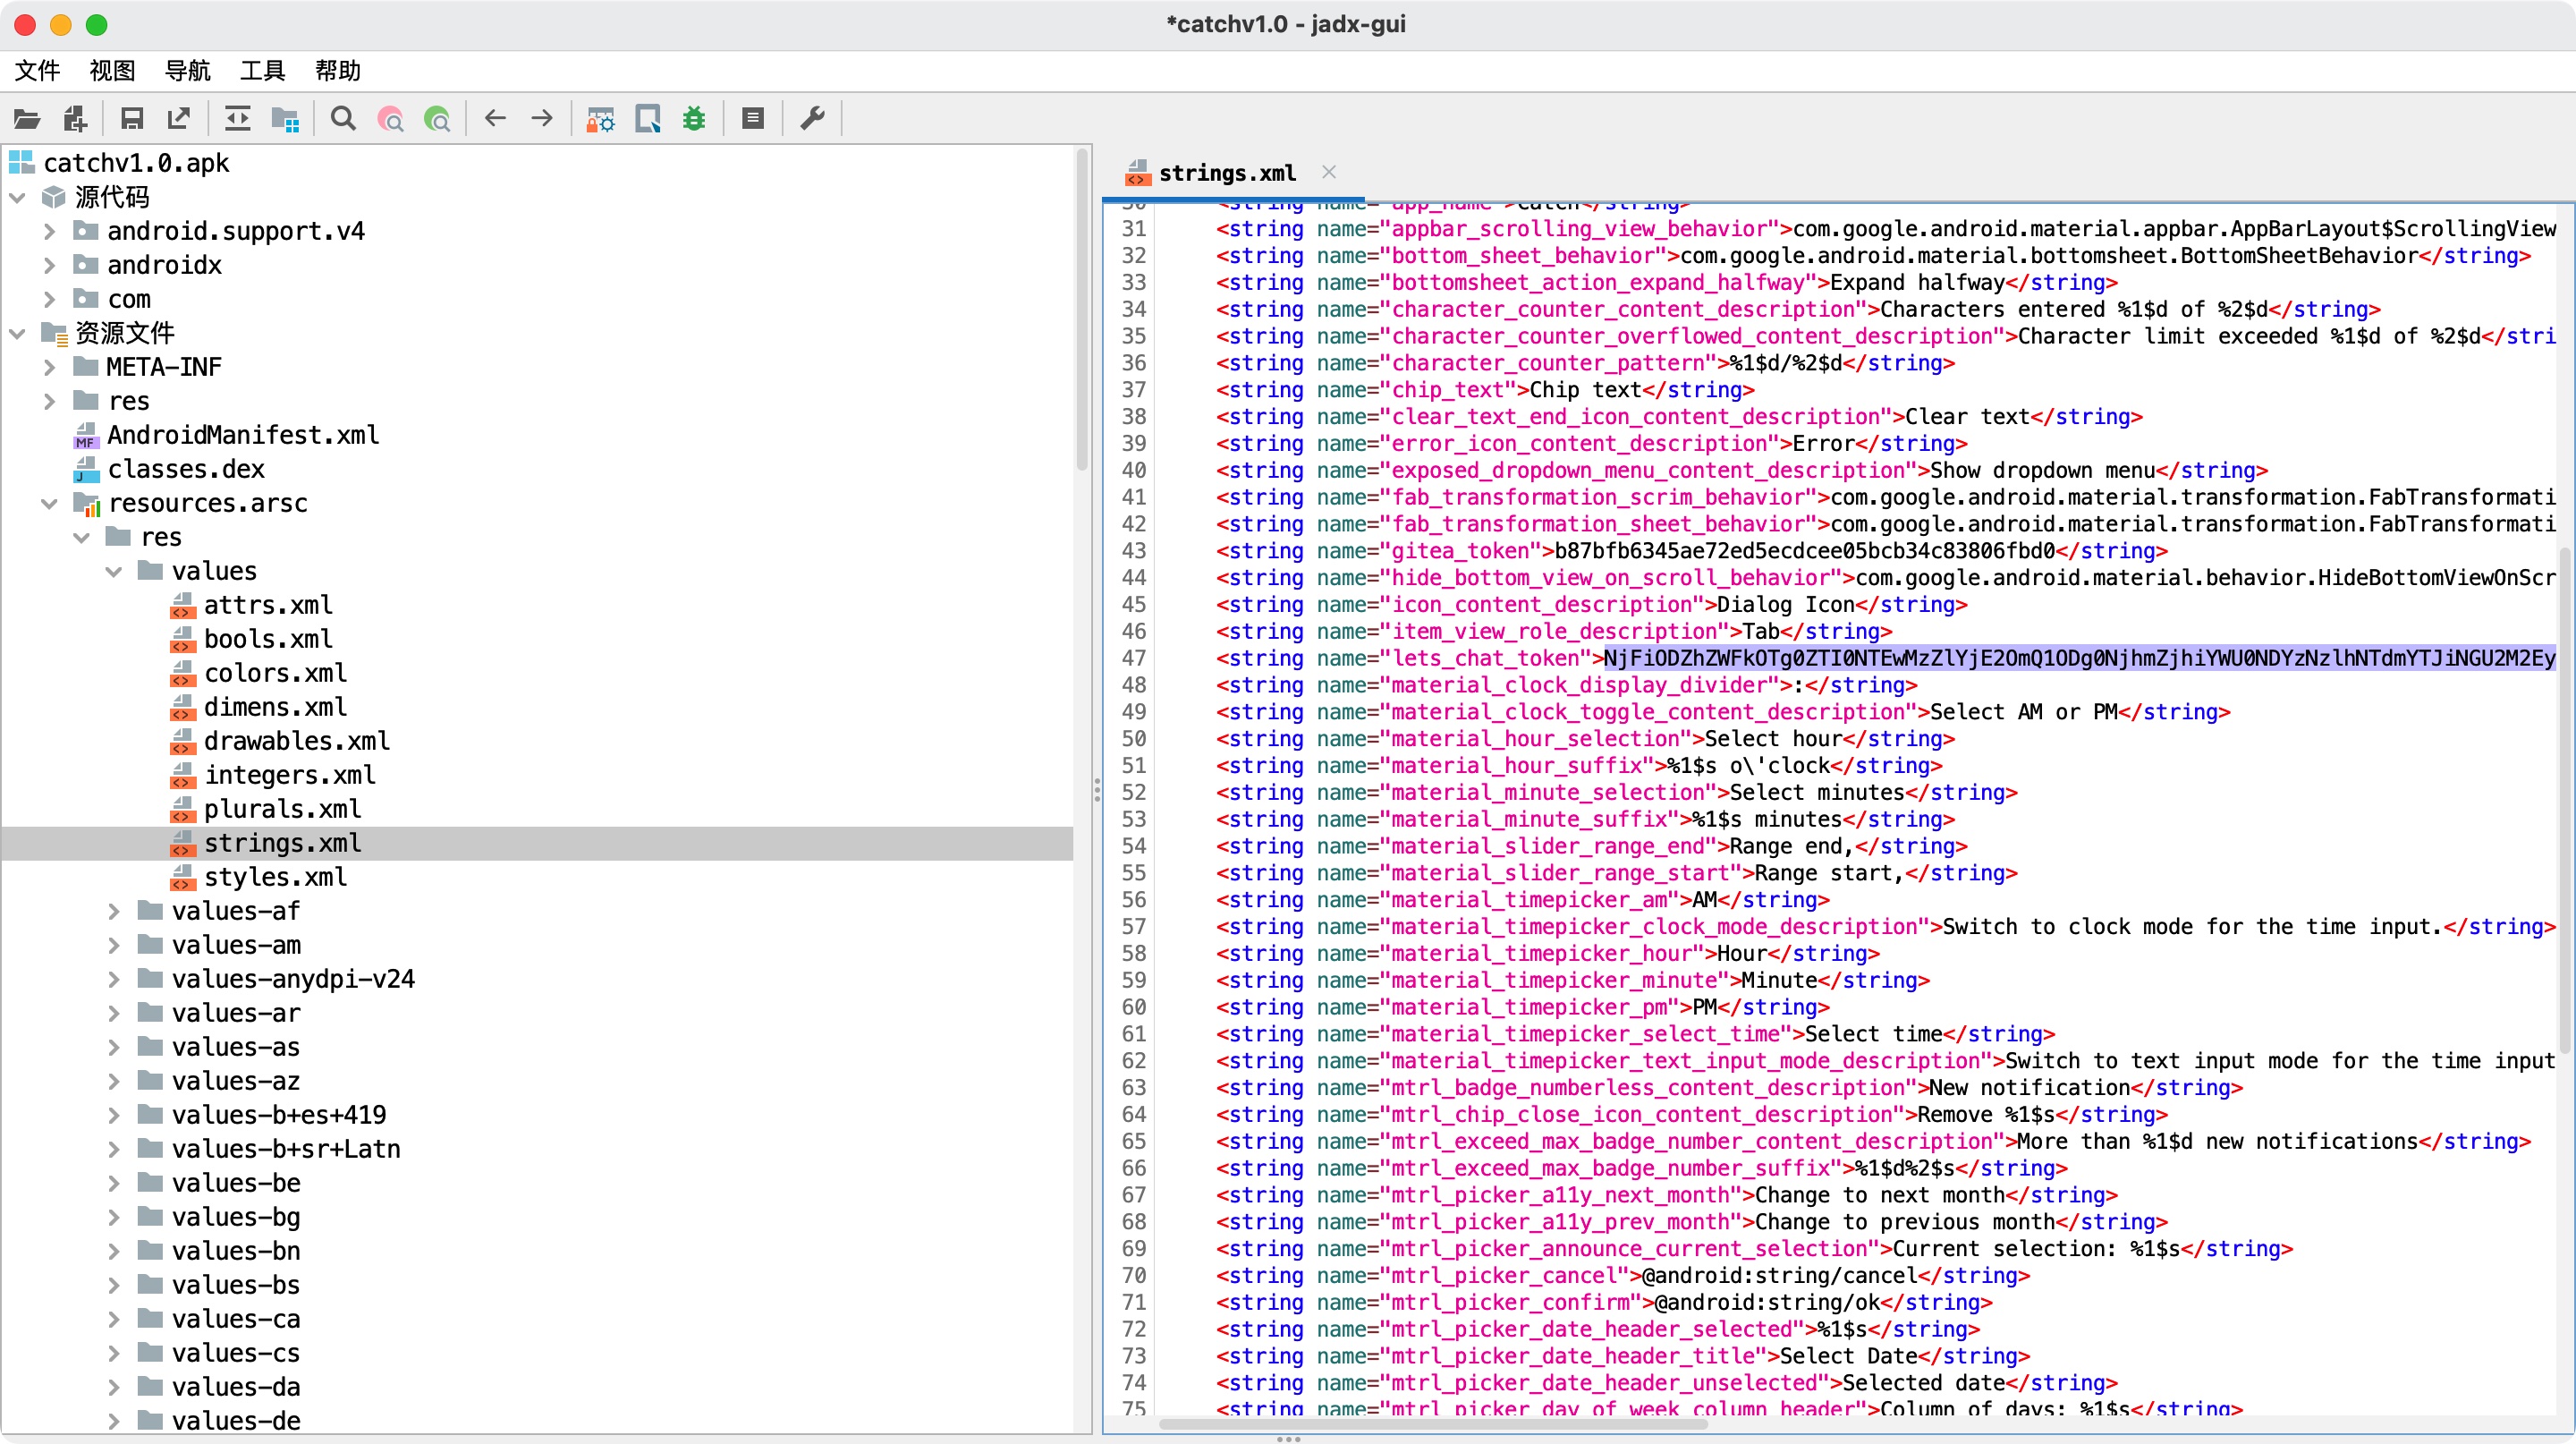 *catchv1.0 - jadx-gui
文件 视图 导航 工具 帮助
catchv1.0.apk
源代码
android.support.v4
androidx
com
资源文件
META-INF
res
MF AndroidManifest.xml
J classes.dex
resources.arsc
res
values
attrs.xml
bools.xml
colors.xml
dimens.xml
drawables.xml
integers.xml
plurals.xml
strings.xml
styles.xml
values-af
values-am
values-anydpi-v24
values-ar
values-as
values-az
values-b+es+419
values-b+sr+Latn
values-be
values-bg
values-bn
values-bs
values-ca
values-cs
values-da
values-de
strings.xml
30 <string name="app_name">Catch</string>
31 <string name="appbar_scrolling_view_behavior">com.google.android.material.appbar.AppBarLayout$ScrollingView
32 <string name="bottom_sheet_behavior">com.google.android.material.bottomsheet.BottomSheetBehavior</string>
33 <string name="bottomsheet_action_expand_halfway">Expand halfway</string>
34 <string name="character_counter_content_description">Characters entered %1$d of %2$d</string>
35 <string name="character_counter_overflowed_content_description">Character limit exceeded %1$d of %2$d</stri
36 <string name="character_counter_pattern">%1$d/%2$d</string>
37 <string name="chip_text">Chip text</string>
38 <string name="clear_text_end_icon_content_description">Clear text</string>
39 <string name="error_icon_content_description">Error</string>
40 <string name="exposed_dropdown_menu_content_description">Show dropdown menu</string>
41 <string name="fab_transformation_scrim_behavior">com.google.android.material.transformation.FabTransformati
42 <string name="fab_transformation_sheet_behavior">com.google.android.material.transformation.FabTransformati
43 <string name="gitea_token">b87bfb6345ae72ed5ecdcee05bcb34c83806fbd0</string>
44 <string name="hide_bottom_view_on_scroll_behavior">com.google.android.material.behavior.HideBottomViewOnScr
45 <string name="icon_content_description">Dialog Icon</string>
46 <string name="item_view_role_description">Tab</string>
47 <string name="lets_chat_token">NjFiODZhZWFkOTg0ZTI0NTEwMzZlYjE2OmQ1ODg0NjhmZjhiYWU0NDYzNzlhNTdmYTJiNGU2M2Ey
48 <string name="material_clock_display_divider">:</string>
49 <string name="material_clock_toggle_content_description">Select AM or PM</string>
50 <string name="material_hour_selection">Select hour</string>
51 <string name="material_hour_suffix">%1$s o\'clock</string>
52 <string name="material_minute_selection">Select minutes</string>
53 <string name="material_minute_suffix">%1$s minutes</string>
54 <string name="material_slider_range_end">Range end,</string>
55 <string name="material_slider_range_start">Range start,</string>
56 <string name="material_timepicker_am">AM</string>
57 <string name="material_timepicker_clock_mode_description">Switch to clock mode for the time input.</string>
58 <string name="material_timepicker_hour">Hour</string>
59 <string name="material_timepicker_minute">Minute</string>
60 <string name="material_timepicker_pm">PM</string>
61 <string name="material_timepicker_select_time">Select time</string>
62 <string name="material_timepicker_text_input_mode_description">Switch to text input mode for the time input
63 <string name="mtrl_badge_numberless_content_description">New notification</string>
64 <string name="mtrl_chip_close_icon_content_description">Remove %1$s</string>
65 <string name="mtrl_exceed_max_badge_number_content_description">More than %1$d new notifications</string>
66 <string name="mtrl_exceed_max_badge_number_suffix">%1$d%2$s</string>
67 <string name="mtrl_picker_a11y_next_month">Change to next month</string>
68 <string name="mtrl_picker_a11y_prev_month">Change to previous month</string>
69 <string name="mtrl_picker_announce_current_selection">Current selection: %1$s</string>
70 <string name="mtrl_picker_cancel">@android:string/cancel</string>
71 <string name="mtrl_picker_confirm">@android:string/ok</string>
72 <string name="mtrl_picker_date_header_selected">%1$s</string>
73 <string name="mtrl_picker_date_header_title">Select Date</string>
74 <string name="mtrl_picker_date_header_unselected">Selected date</string>
75 <string name="mtrl_picker_day_of_week_column_header">Column of days: %1$s</string>